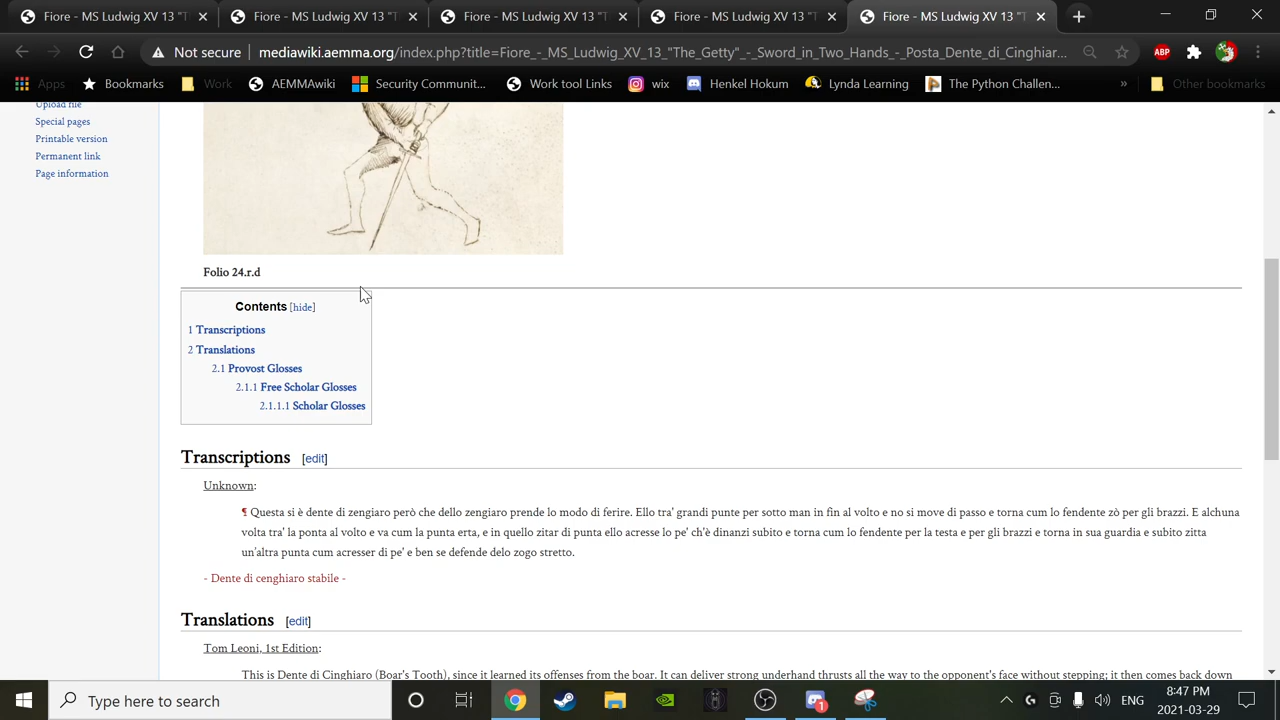 Fiore - MS Ludwig XV 13 "T
Fiore - MS Ludwig XV 13 "T
Fiore - MS Ludwig XV 13 "T
Fiore - MS Ludwig XV 13 "T
Fiore - MS Ludwig XV 13 "T
Not secure
mediawiki.aemma.org/index.php?title=Fiore_-_MS_Ludwig_XV_13_"The_Getty"_-_Sword_in_Two_Hands_-_Posta_Dente_di_Cinghiar...
ABP
Apps
Bookmarks
Work
AEMMAwiki
Security Communit...
Work tool Links
wix
Henkel Hokum
Lynda Learning
The Python Challen...
»
Other bookmarks
Upload file
Special pages
Printable version
Permanent link
Page information
Folio 24.r.d
Contents [hide]
1 Transcriptions
2 Translations
2.1 Provost Glosses
2.1.1 Free Scholar Glosses
2.1.1.1 Scholar Glosses
Transcriptions [edit]
Unknown:
¶ Questa si è dente di zengiaro però che dello zengiaro prende lo modo di ferire. Ello tra' grandi punte per sotto man in fin al volto e no si move di passo e torna cum lo fendente zò per gli brazzi. E alchuna
volta tra' la ponta al volto e va cum la punta erta, e in quello zitar di punta ello acresse lo pe' ch'è dinanzi subito e torna cum lo fendente per la testa e per gli brazzi e torna in sua guardia e subito zitta
un'altra punta cum acresser di pe' e ben se defende delo zogo stretto.
- Dente di cenghiaro stabile -
Translations [edit]
Tom Leoni, 1st Edition:
This is Dente di Cinghiaro (Boar's Tooth), since it learned its offenses from the boar. It can deliver strong underhand thrusts all the way to the opponent's face without stepping; it then comes back down
Type here to search
1
ENG
8:47 PM
2021-03-29